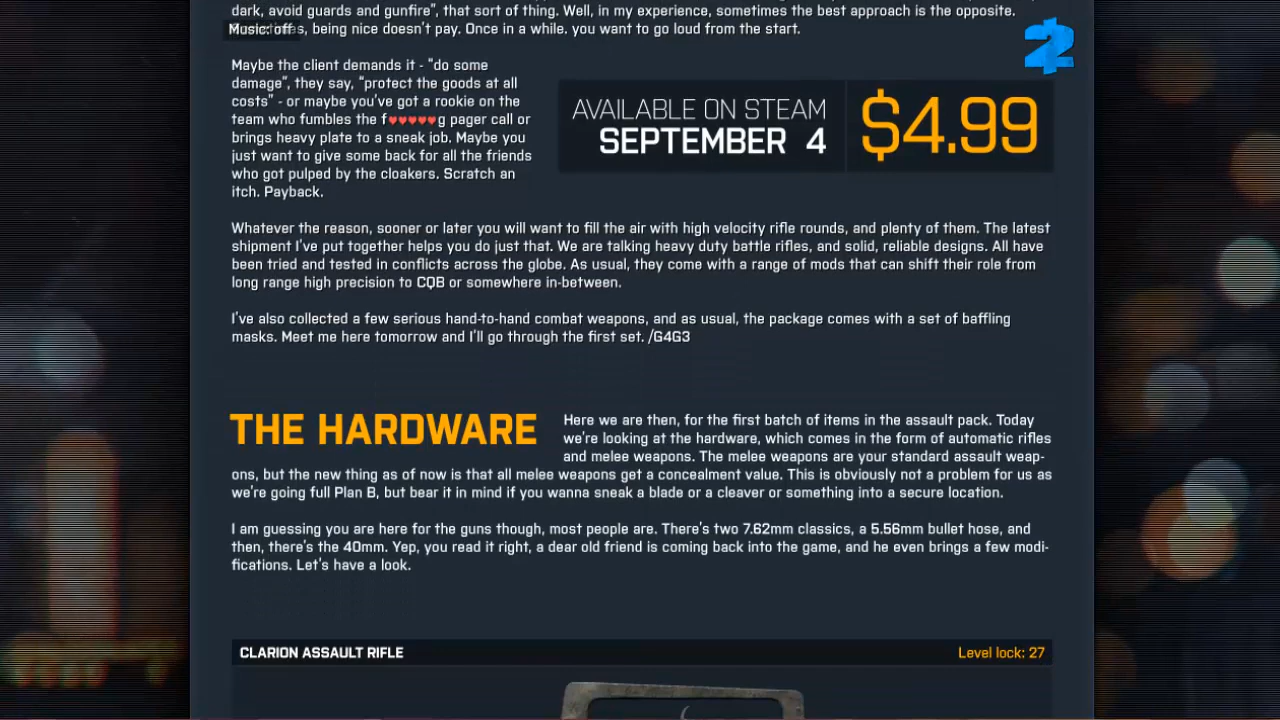 dark, avoid guards and gunfire”, that sort of thing. Well, in my experience, sometimes the best approach is the opposite.
Music: off
s, being nice doesn’t pay. Once in a while. you want to go loud from the start.
2
Maybe the client demands it - “do some
damage”, they say, “protect the goods at all
costs” - or maybe you’ve got a rookie on the
team who fumbles the f♥♥♥♥♥g pager call or
brings heavy plate to a sneak job. Maybe you
just want to give some back for all the friends
who got pulped by the cloakers. Scratch an
itch. Payback.
AVAILABLE ON STEAM
SEPTEMBER 4
$4.99
Whatever the reason, sooner or later you will want to fill the air with high velocity rifle rounds, and plenty of them. The latest
shipment I’ve put together helps you do just that. We are talking heavy duty battle rifles, and solid, reliable designs. All have
been tried and tested in conflicts across the globe. As usual, they come with a range of mods that can shift their role from
long range high precision to CQB or somewhere in-between.
I’ve also collected a few serious hand-to-hand combat weapons, and as usual, the package comes with a set of baffling
masks. Meet me here tomorrow and I’ll go through the first set. /G4G3
THE HARDWARE
Here we are then, for the first batch of items in the assault pack. Today
we’re looking at the hardware, which comes in the form of automatic rifles
and melee weapons. The melee weapons are your standard assault weap-
ons, but the new thing as of now is that all melee weapons get a concealment value. This is obviously not a problem for us as
we’re going full Plan B, but bear it in mind if you wanna sneak a blade or a cleaver or something into a secure location.
I am guessing you are here for the guns though, most people are. There’s two 7.62mm classics, a 5.56mm bullet hose, and
then, there’s the 40mm. Yep, you read it right, a dear old friend is coming back into the game, and he even brings a few modi-
fications. Let’s have a look.
CLARION ASSAULT RIFLE
Level lock: 27